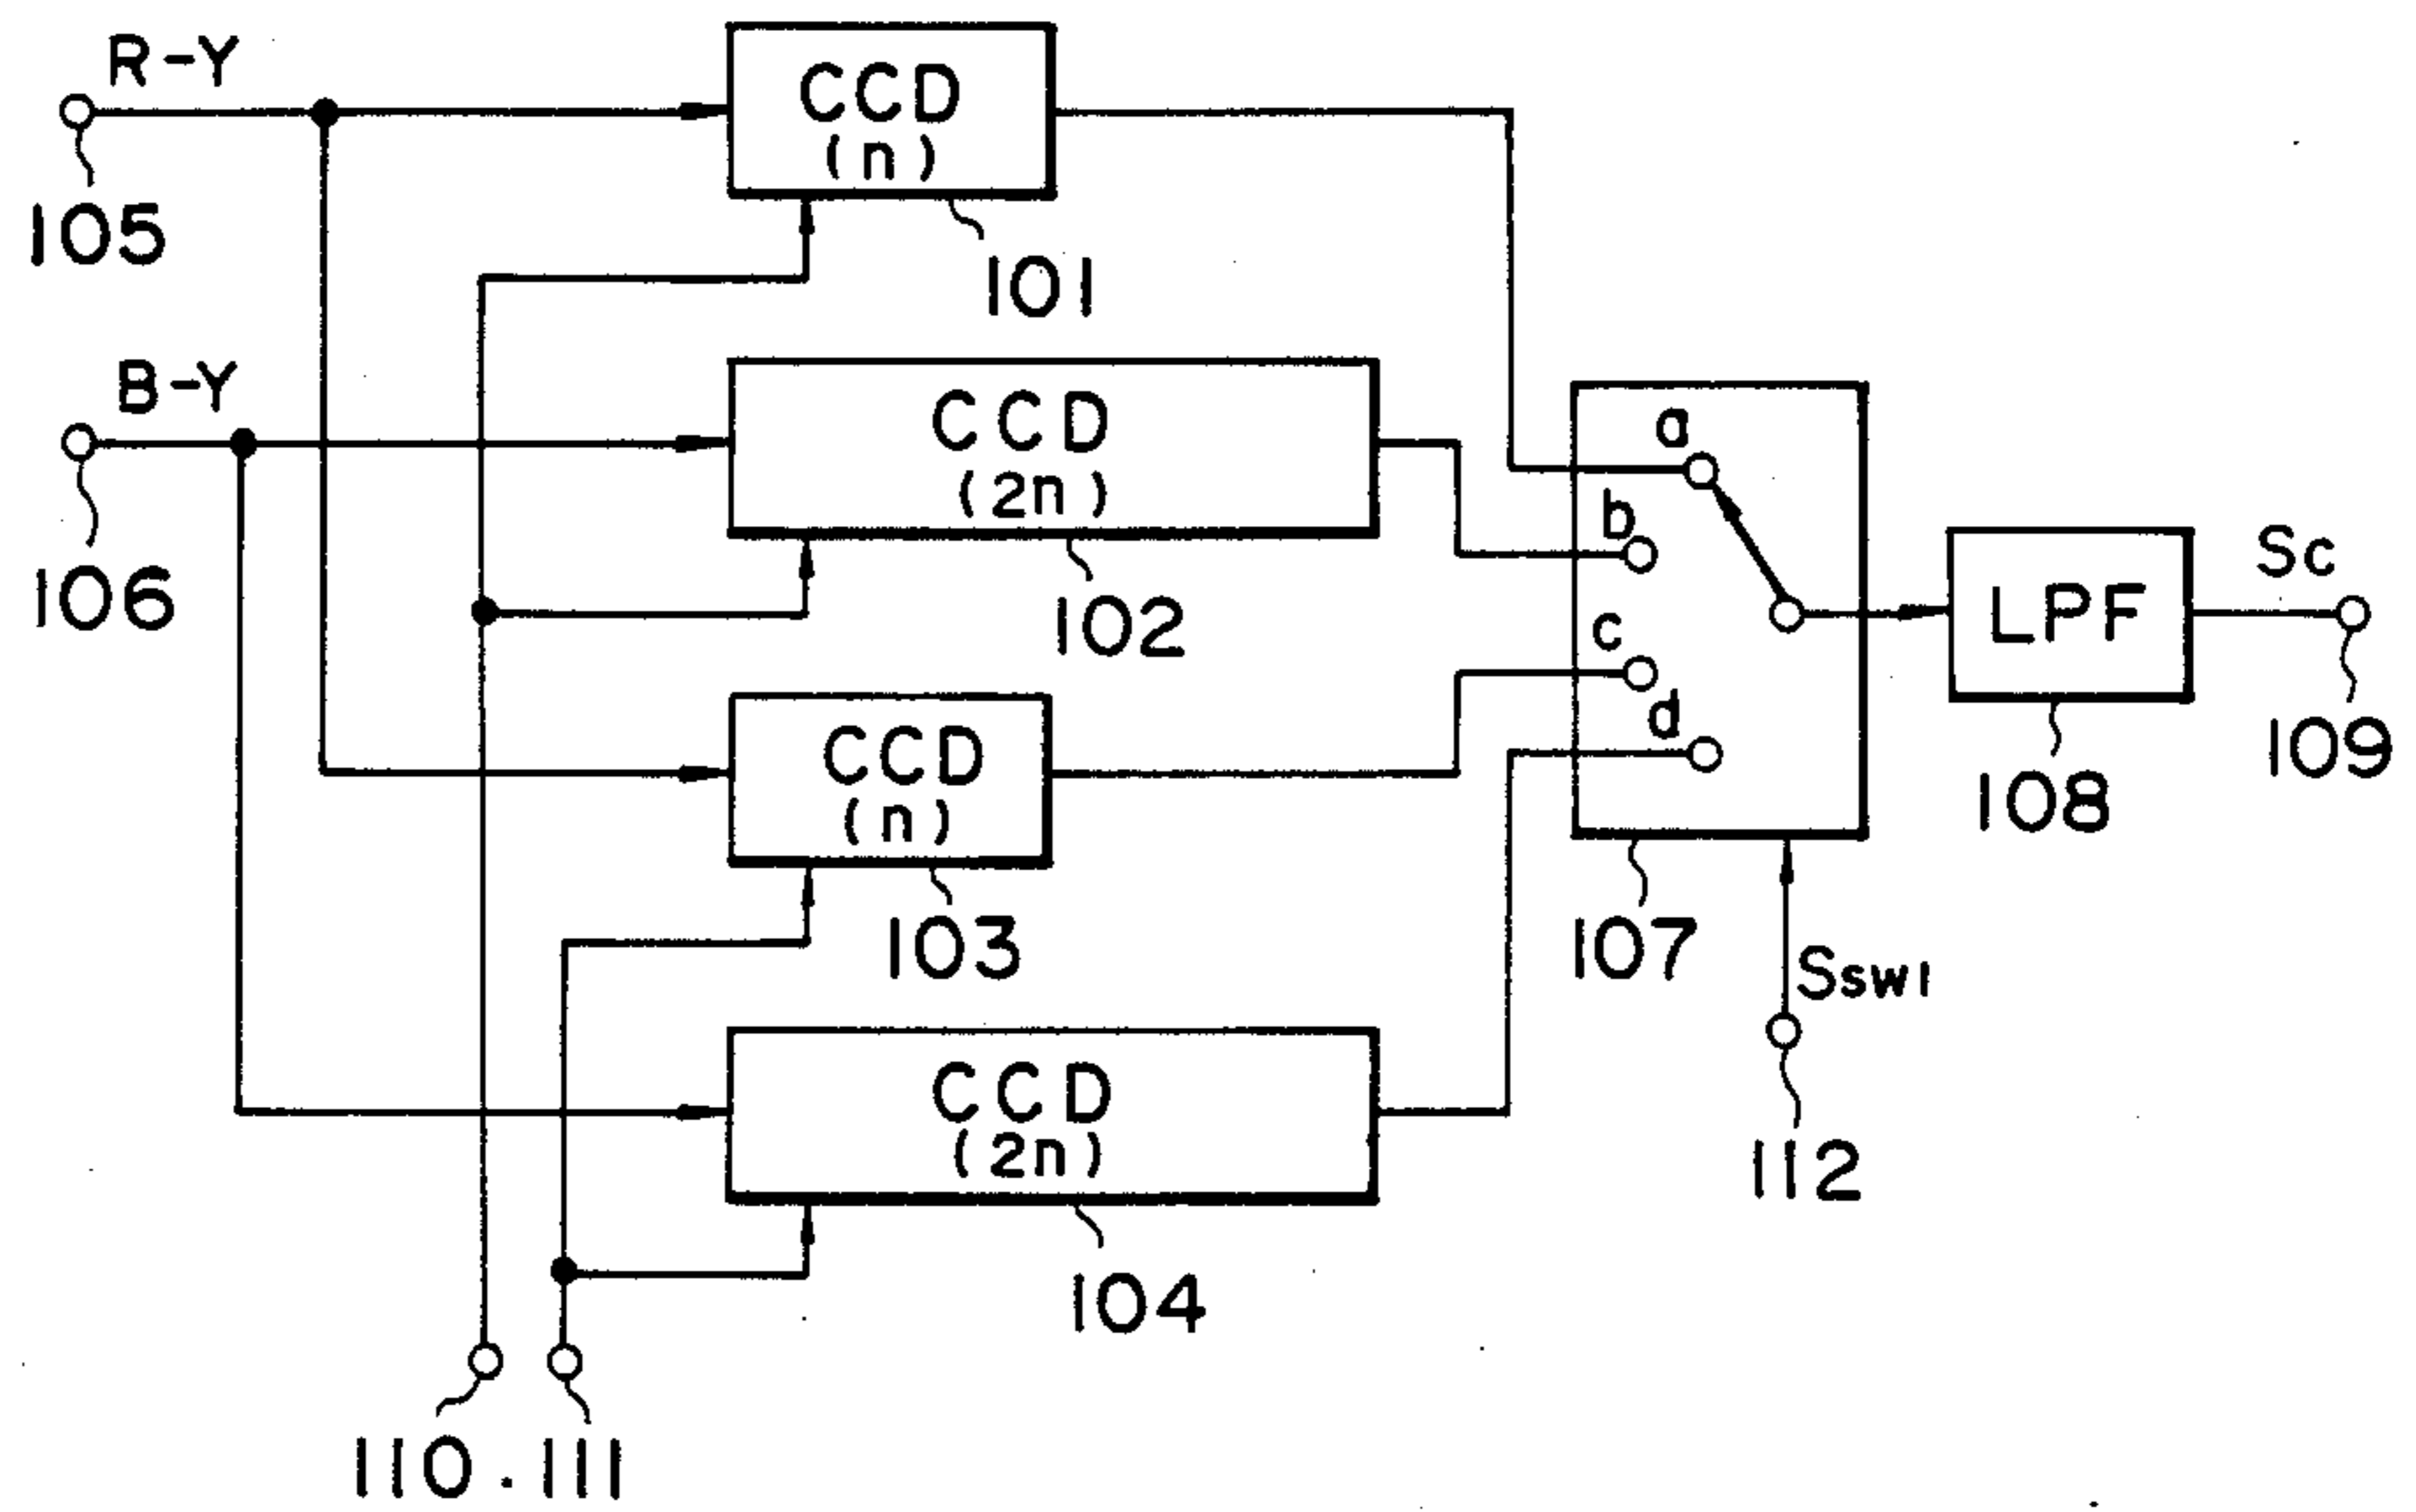 R-Y
105
CCD
(n)
101
B-Y
106
CCD
(2n)
102
CCD
(n)
103
CCD
(2n)
104
a
b
c
d
107
LPF
108
Sc
109
SSW1
112
110
111